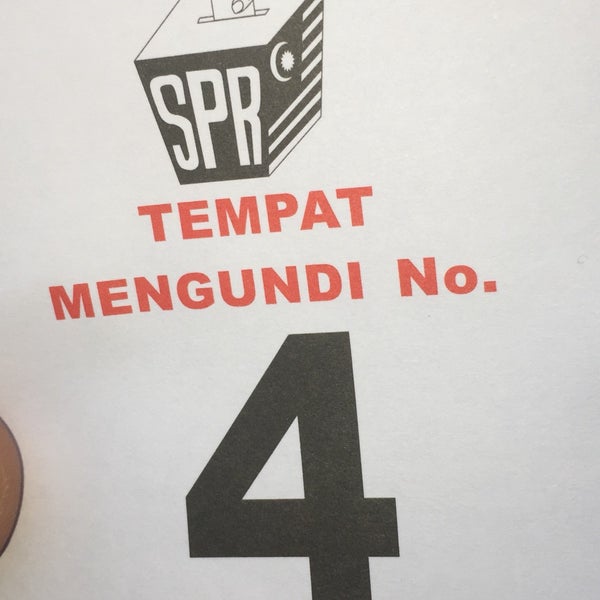 SPR
TEMPAT
MENGUNDI No.
4